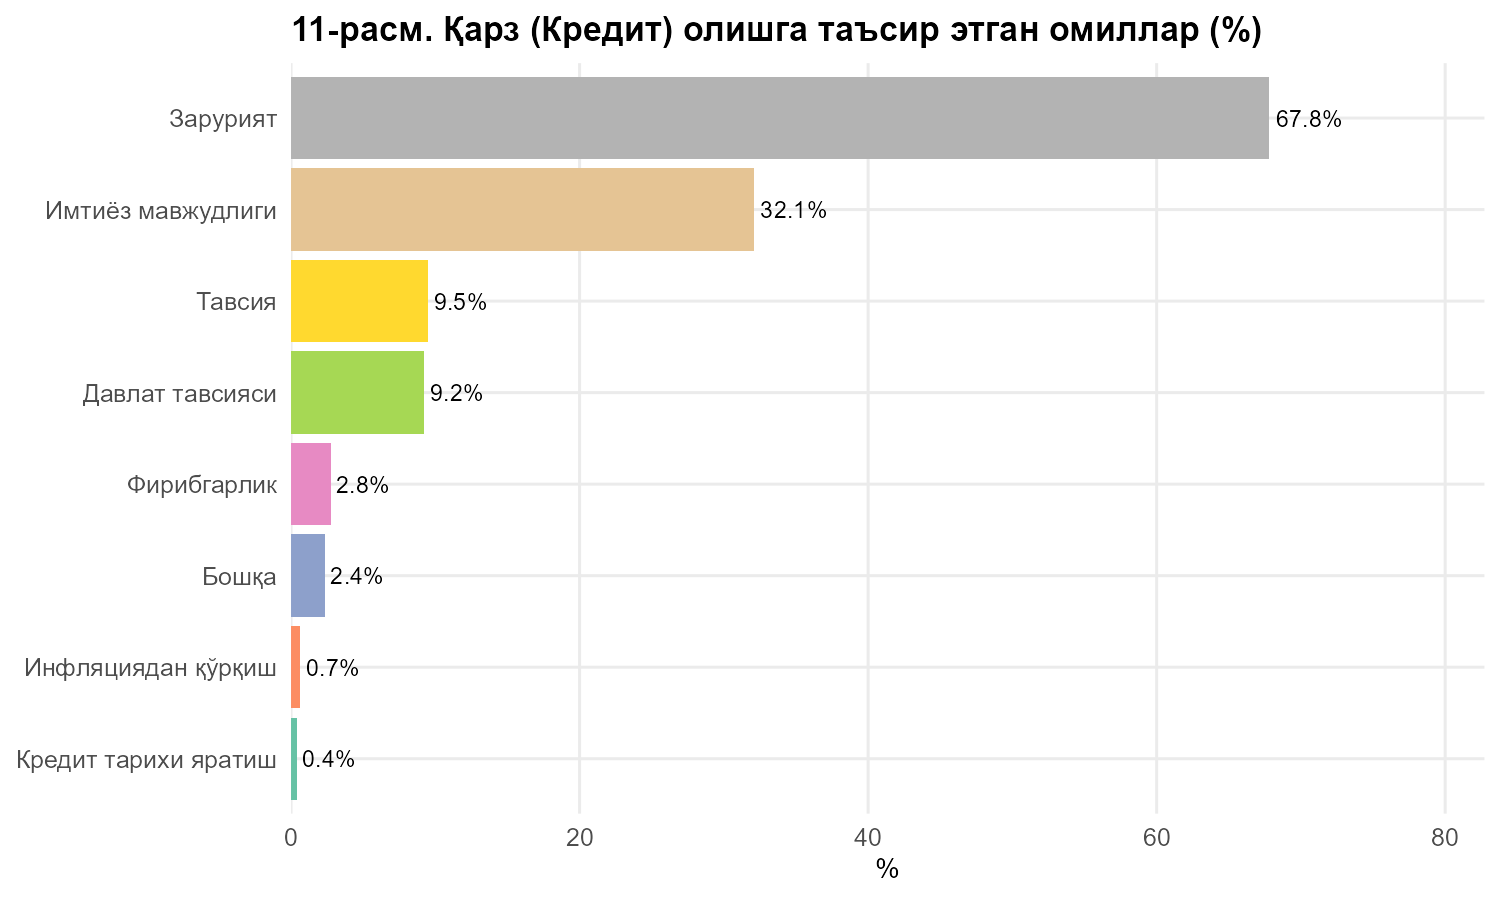 11-расм. Қарз (Кредит) олишга таъсир этган омиллар (%)
Зарурият 67.8%
Имтиёз мавжудлиги 32.1%
Тавсия 9.5%
Давлат тавсияси 9.2%
Фирибгарлик 2.8%
Бошқа 2.4%
Инфляциядан қўрқиш 0.7%
Кредит тарихи яратиш 0.4%
0 20 40 60 80
%